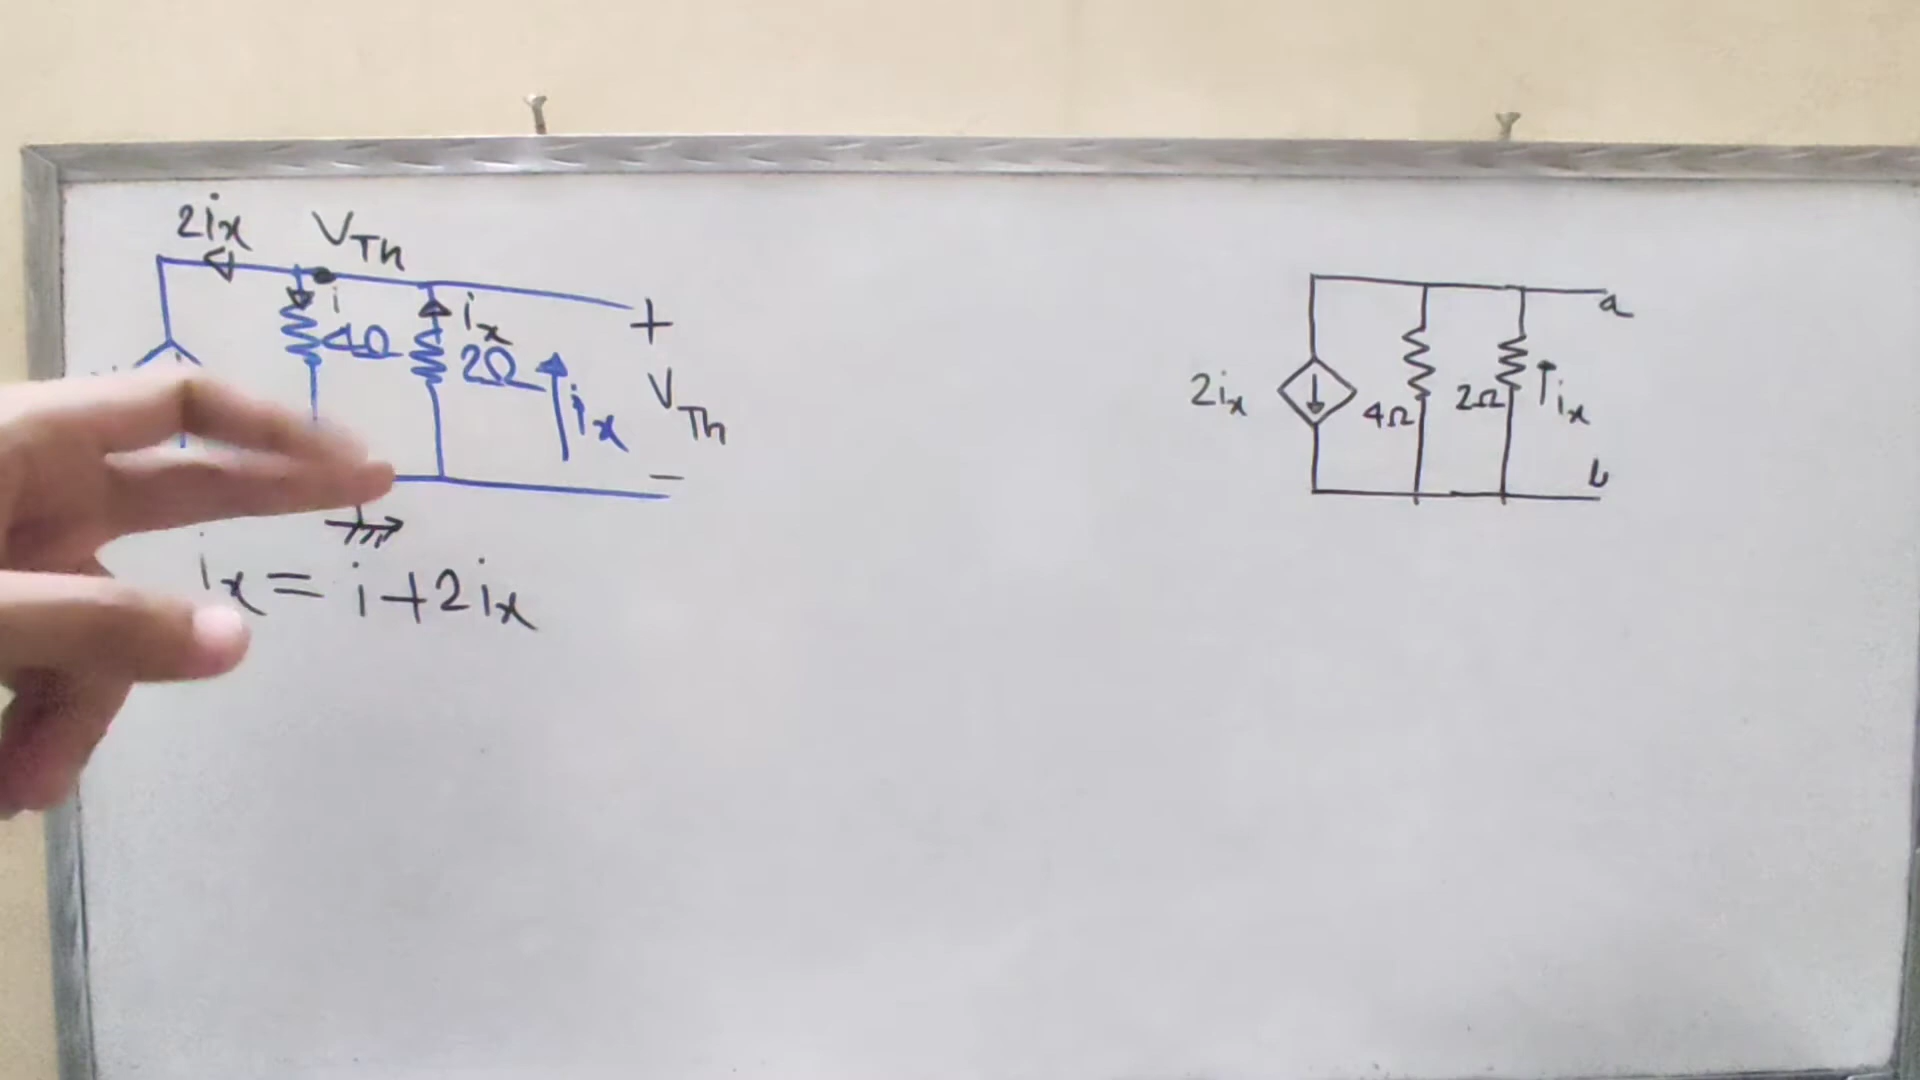 2ix
VTh
i
4Ω
ix
2Ω
ix
+
VTh
−
ix = i + 2ix
a
2ix
4Ω
2Ω
ix
b